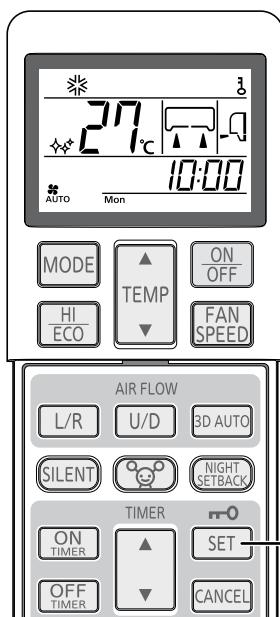 27°C
10:00
AUTO Mon
MODE
ON
OFF
TEMP
HI
ECO
FAN
SPEED
AIR FLOW
L/R U/D 3D AUTO
SILENT
NIGHT
SETBACK
TIMER
ON
TIMER
SET
OFF
TIMER
CANCEL